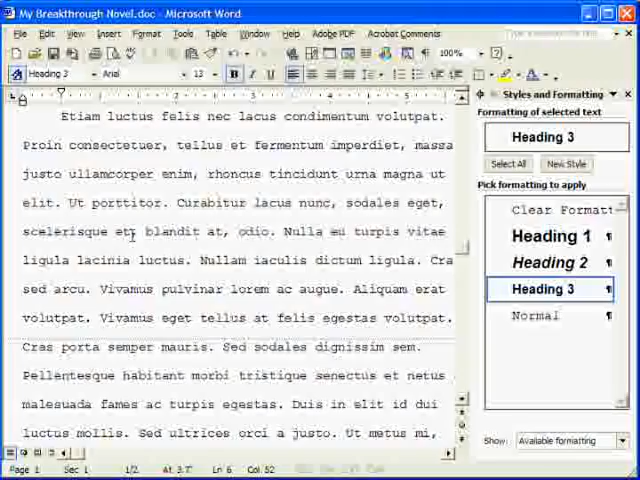 My Breakthrough Novel.doc - Microsoft Word
File Edit View Insert Format Tools Table Window Help Adobe PDF Acrobat Comments
100%
Heading 3 Arial 13 B I U
Styles and Formatting
Formatting of selected text
Heading 3
Select All New Style
Pick formatting to apply
Clear Formatt
Heading 1 ¶
Heading 2 ¶
Heading 3 ¶
Normal ¶
Show: Available formatting
Etiam luctus felis nec lacus condimentum volutpat.
Proin consectetuer, tellus et fermentum imperdiet, massa
justo ullamcorper enim, rhoncus tincidunt urna magna ut
elit. Ut porttitor. Curabitur lacus nunc, sodales eget,
scelerisque et, blandit at, odio. Nulla eu turpis vitae
ligula lacinia luctus. Nullam iaculis dictum ligula. Cra
sed arcu. Vivamus pulvinar lorem ac augue. Aliquam erat
volutpat. Vivamus eget tellus at felis egestas volutpat.
Cras porta semper mauris. Sed sodales dignissim sem.
Pellentesque habitant morbi tristique senectus et netus
malesuada fames ac turpis egestas. Duis in elit id dui
luctus mollis. Sed ultrices orci a justo. Ut metus mi,
Page 1 Sec 1 1/2 At 3.7" Ln 6 Col 52